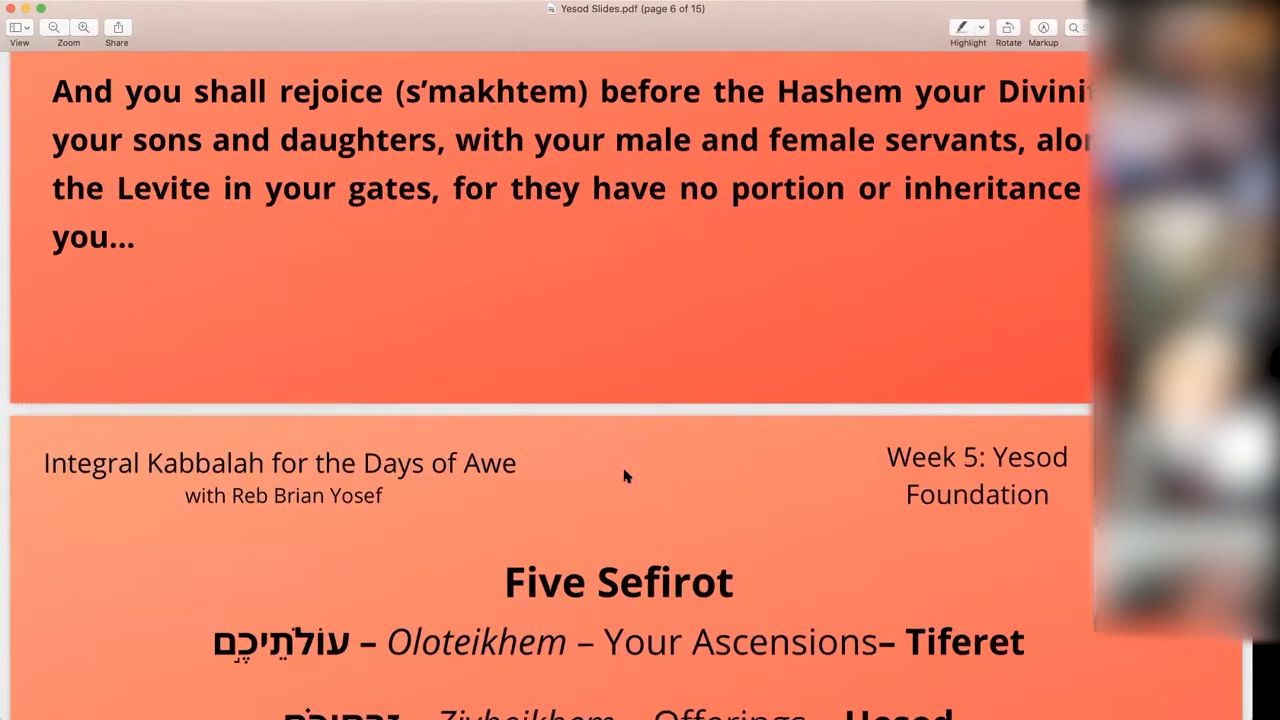 Yesod Slides.pdf (page 6 of 15)
View Zoom Share Highlight Rotate Markup
And you shall rejoice (s’makhtem) before the Hashem your
your sons and daughters, with your male and female servants,
the Levite in your gates, for they have no portion or inheritance
you...
Integral Kabbalah for the Days of Awe
with Reb Brian Yosef
Week 5: Yesod
Foundation
Five Sefirot
עוֹלֹתֵיכֶ֣ם – Oloteikhem – Your Ascensions– Tiferet